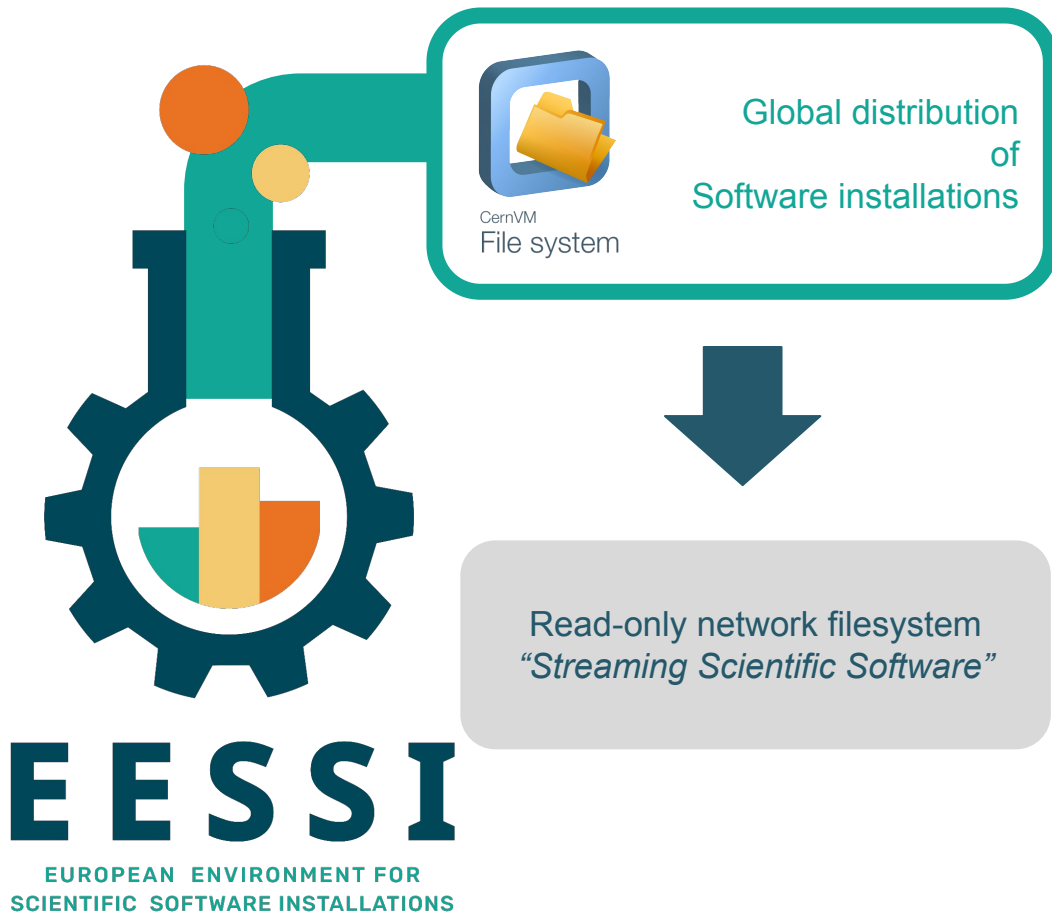 CernVM
File system
Global distribution
of
Software installations
Read-only network filesystem
“Streaming Scientific Software”
EESSI
EUROPEAN ENVIRONMENT FOR
SCIENTIFIC SOFTWARE INSTALLATIONS